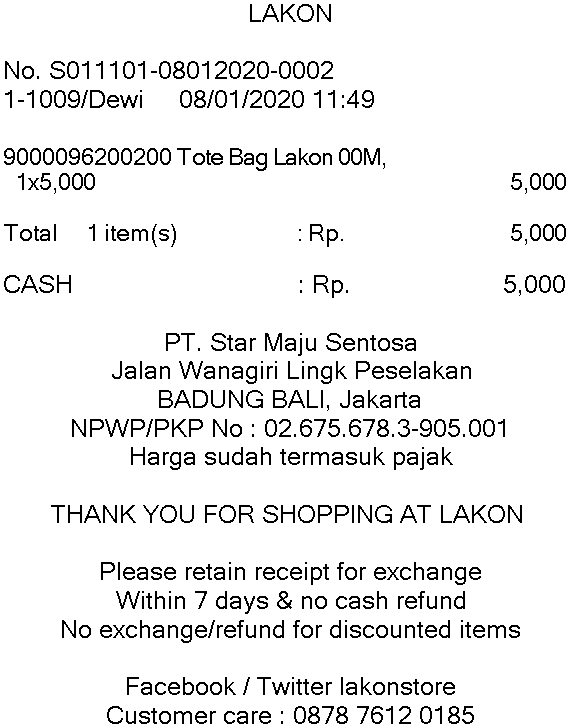 LAKON
No. S011101-08012020-0002
1-1009/Dewi 08/01/2020 11:49
9000096200200 Tote Bag Lakon 00M,
1x5,000 5,000
Total 1 item(s) : Rp. 5,000
CASH : Rp. 5,000
PT. Star Maju Sentosa
Jalan Wanagiri Lingk Peselakan
BADUNG BALI, Jakarta
NPWP/PKP No : 02.675.678.3-905.001
Harga sudah termasuk pajak
THANK YOU FOR SHOPPING AT LAKON
Please retain receipt for exchange
Within 7 days & no cash refund
No exchange/refund for discounted items
Facebook / Twitter lakonstore
Customer care : 0878 7612 0185